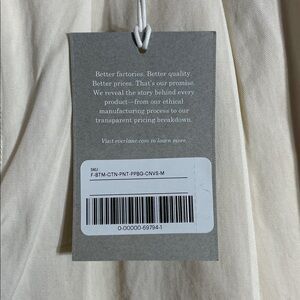 Better factories. Better quality
Better prices. That's our promise.
We reveal the story behind every
product—from our ethical
manufacturing process to our
transparent pricing breakdown.
Visit everlane.com to learn more.
SKU
F-BTM-CTN-PNT-PPBG-CNVS-M
0-00000-69794-1